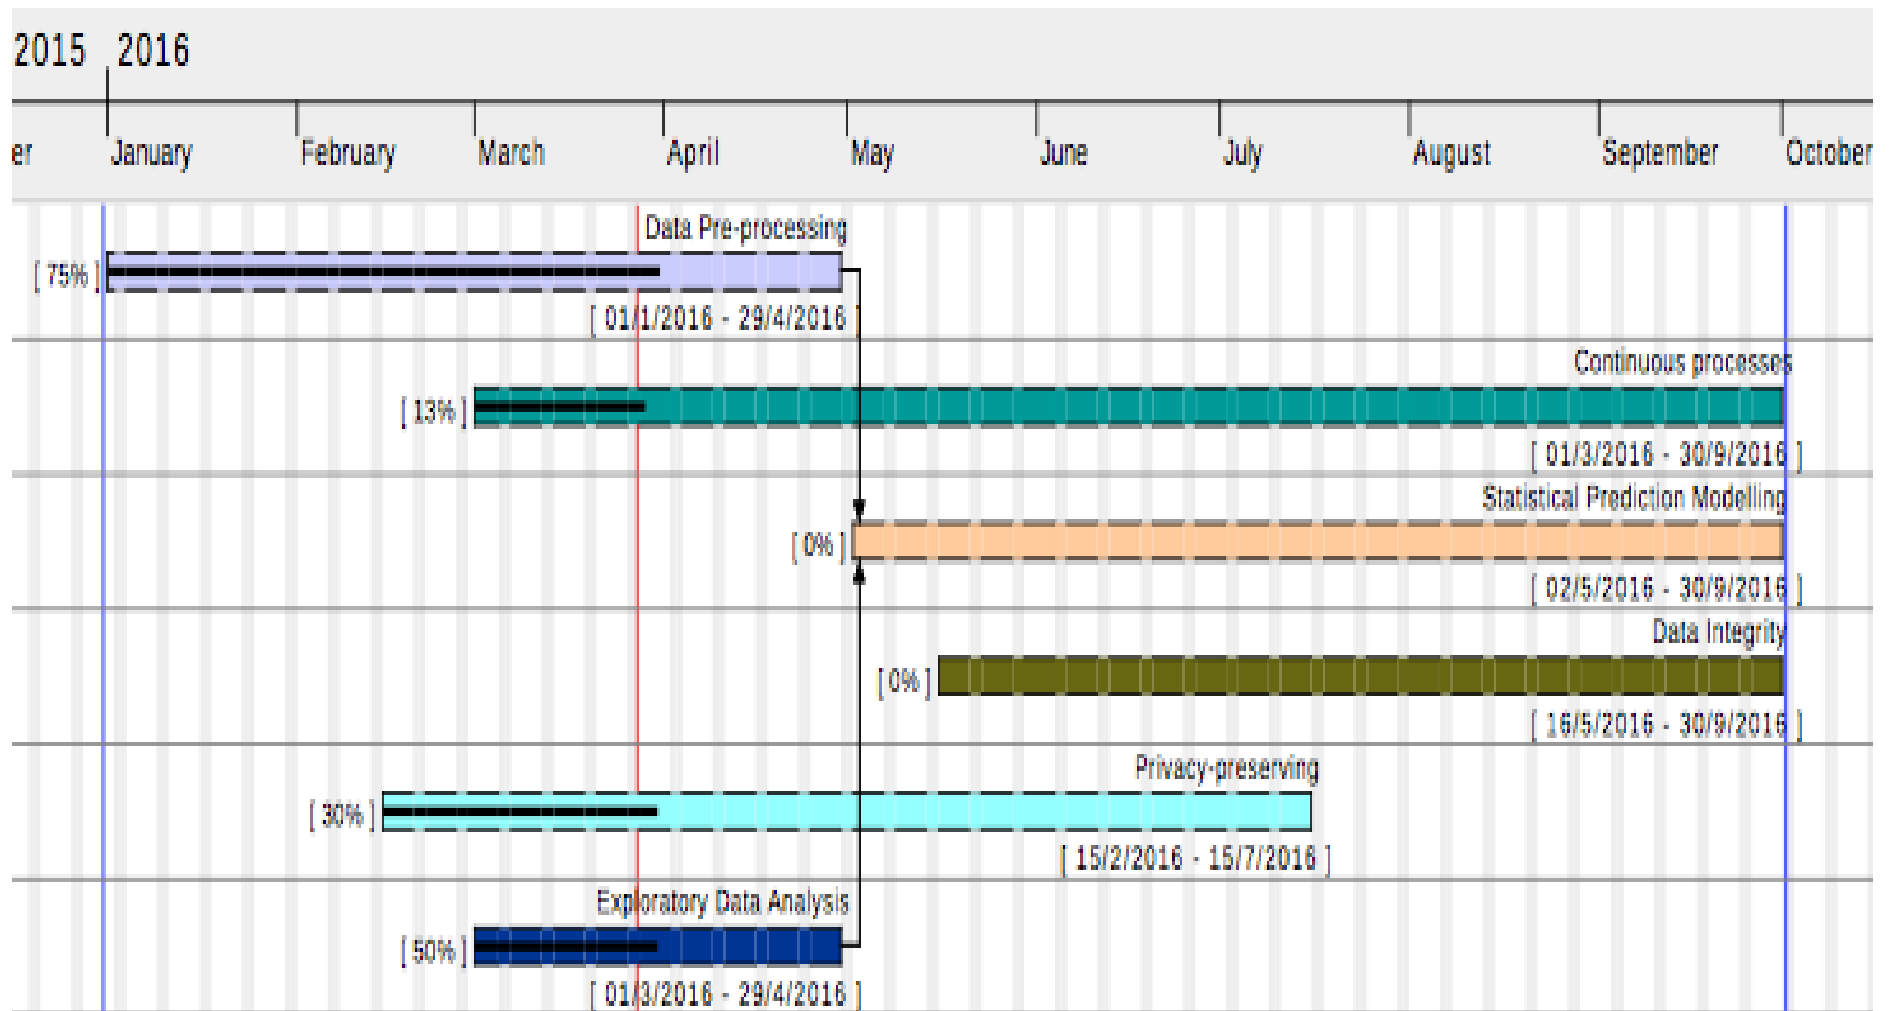 2015 2016
er January February March April May June July August September October
Data Pre-processing
[ 75% ]
[ 01/1/2016 - 29/4/2016 ]
Continuous processes
[ 13% ]
[ 01/3/2016 - 30/9/2016 ]
Statistical Prediction Modelling
[ 0% ]
[ 02/5/2016 - 30/9/2016 ]
Data Integrity
[ 0% ]
[ 16/5/2016 - 30/9/2016 ]
Privacy-preserving
[ 30% ]
[ 15/2/2016 - 15/7/2016 ]
Exploratory Data Analysis
[ 50% ]
[ 01/3/2016 - 29/4/2016 ]